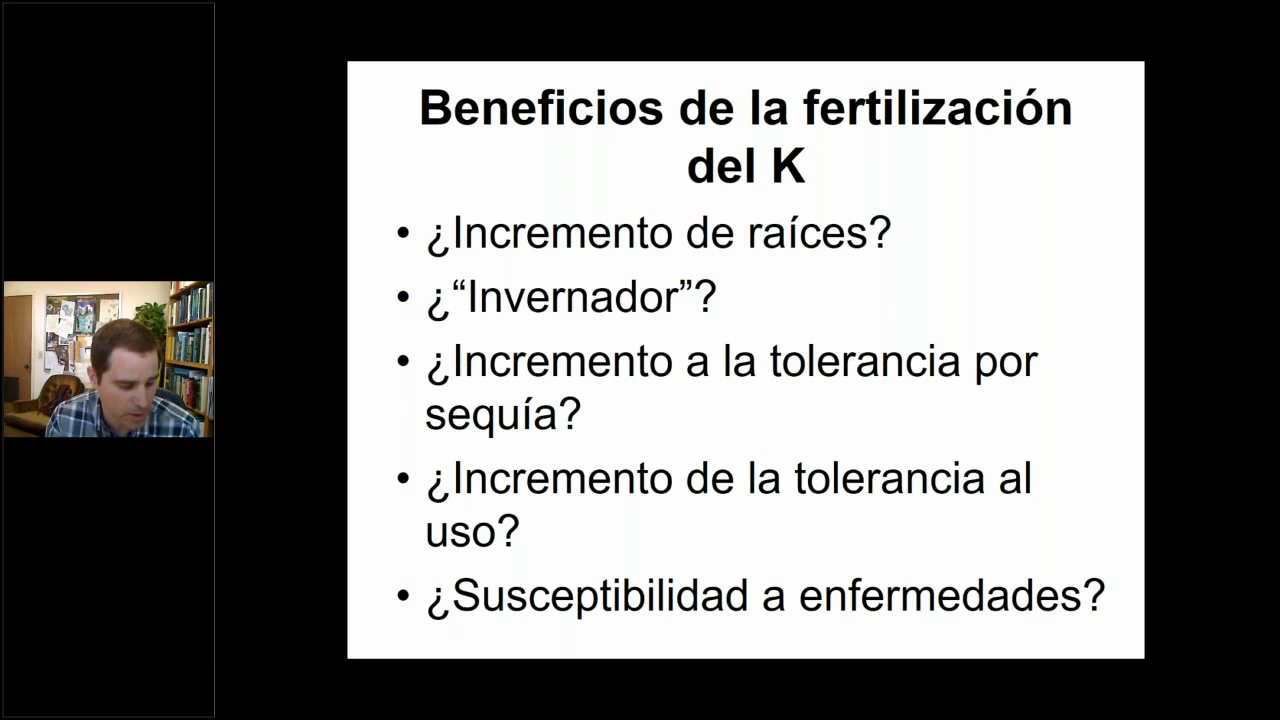 Beneficios de la fertilización
del K
• ¿Incremento de raíces?
• ¿“Invernador”?
• ¿Incremento a la tolerancia por
sequía?
• ¿Incremento de la tolerancia al
uso?
• ¿Susceptibilidad a enfermedades?